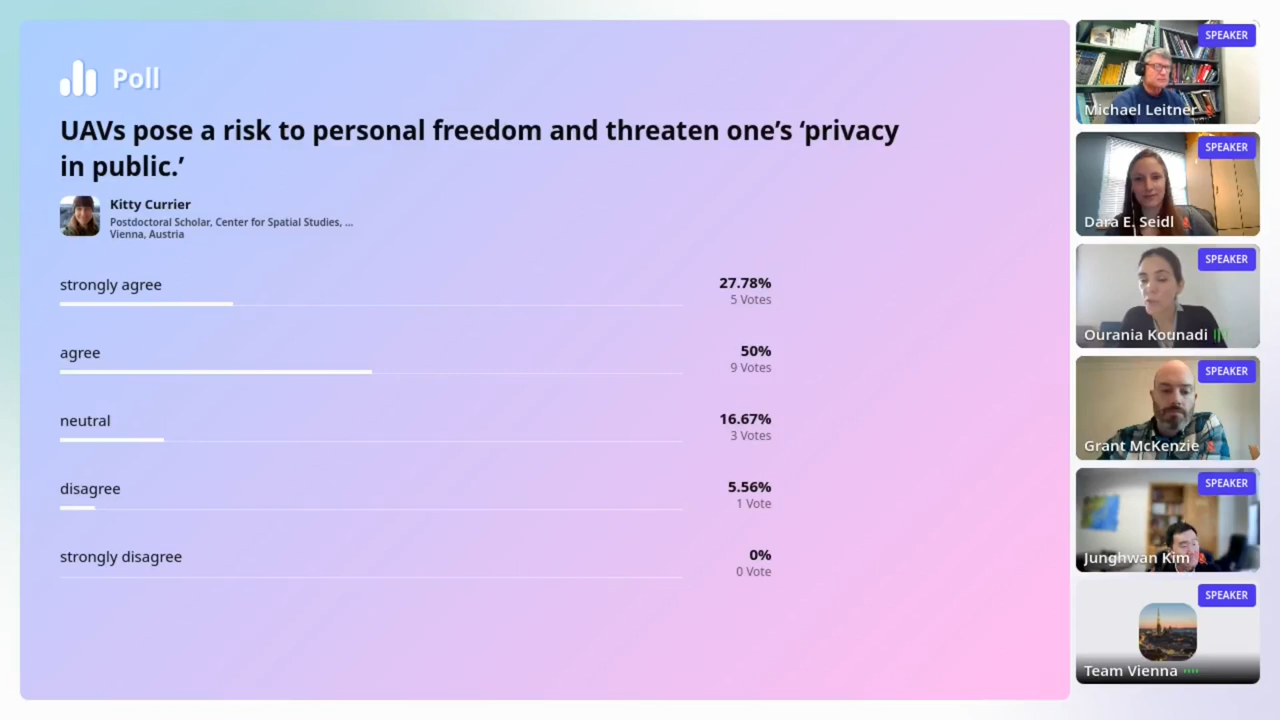 Poll
UAVs pose a risk to personal freedom and threaten one’s ‘privacy
in public.’
Kitty Currier
Postdoctoral Scholar, Center for Spatial Studies, ...
Vienna, Austria
strongly agree
27.78%
5 Votes
agree
50%
9 Votes
neutral
16.67%
3 Votes
disagree
5.56%
1 Vote
strongly disagree
0%
0 Vote
SPEAKER
Michael Leitner
SPEAKER
Dara E. Seidl
SPEAKER
Ourania Kounadi
SPEAKER
Grant McKenzie
SPEAKER
Junghwan Kim
SPEAKER
Team Vienna